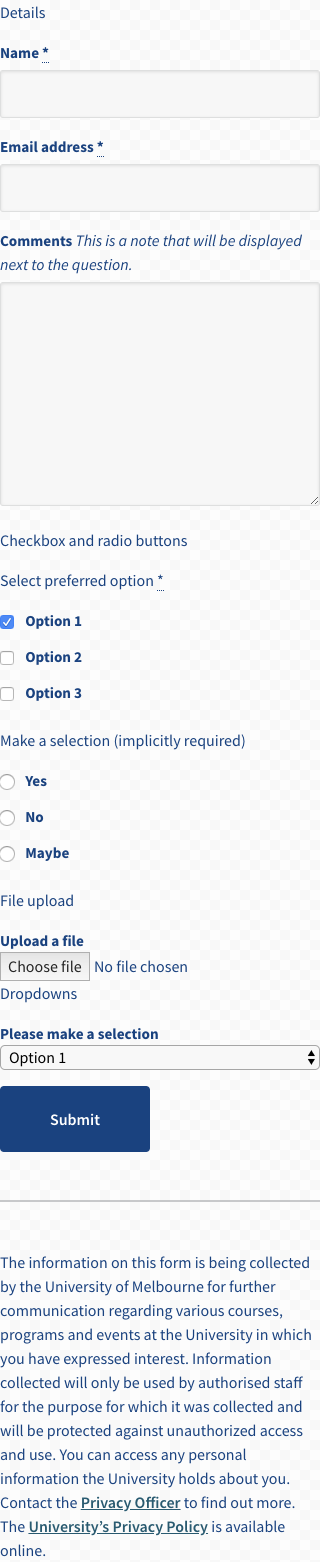 Details
Name *
Email address *
Comments This is a note that will be displayed
next to the question.
Checkbox and radio buttons
Select preferred option *
Option 1
Option 2
Option 3
Make a selection (implicitly required)
Yes
No
Maybe
File upload
Upload a file
Choose file No file chosen
Dropdowns
Please make a selection
Option 1
Submit
The information on this form is being collected
by the University of Melbourne for further
communication regarding various courses,
programs and events at the University in which
you have expressed interest. Information
collected will only be used by authorised staff
for the purpose for which it was collected and
will be protected against unauthorized access
and use. You can access any personal
information the University holds about you.
Contact the Privacy Officer to find out more.
The University’s Privacy Policy is available
online.